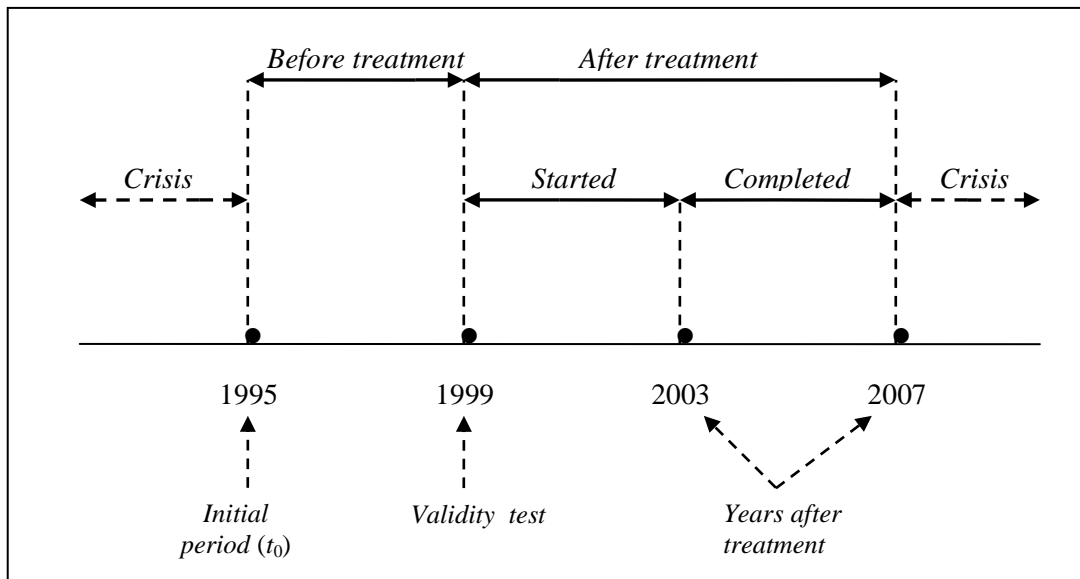 Before treatment After treatment
Crisis Started Completed Crisis
1995 1999 2003 2007
Initial Validity test Years after
period (t0) treatment